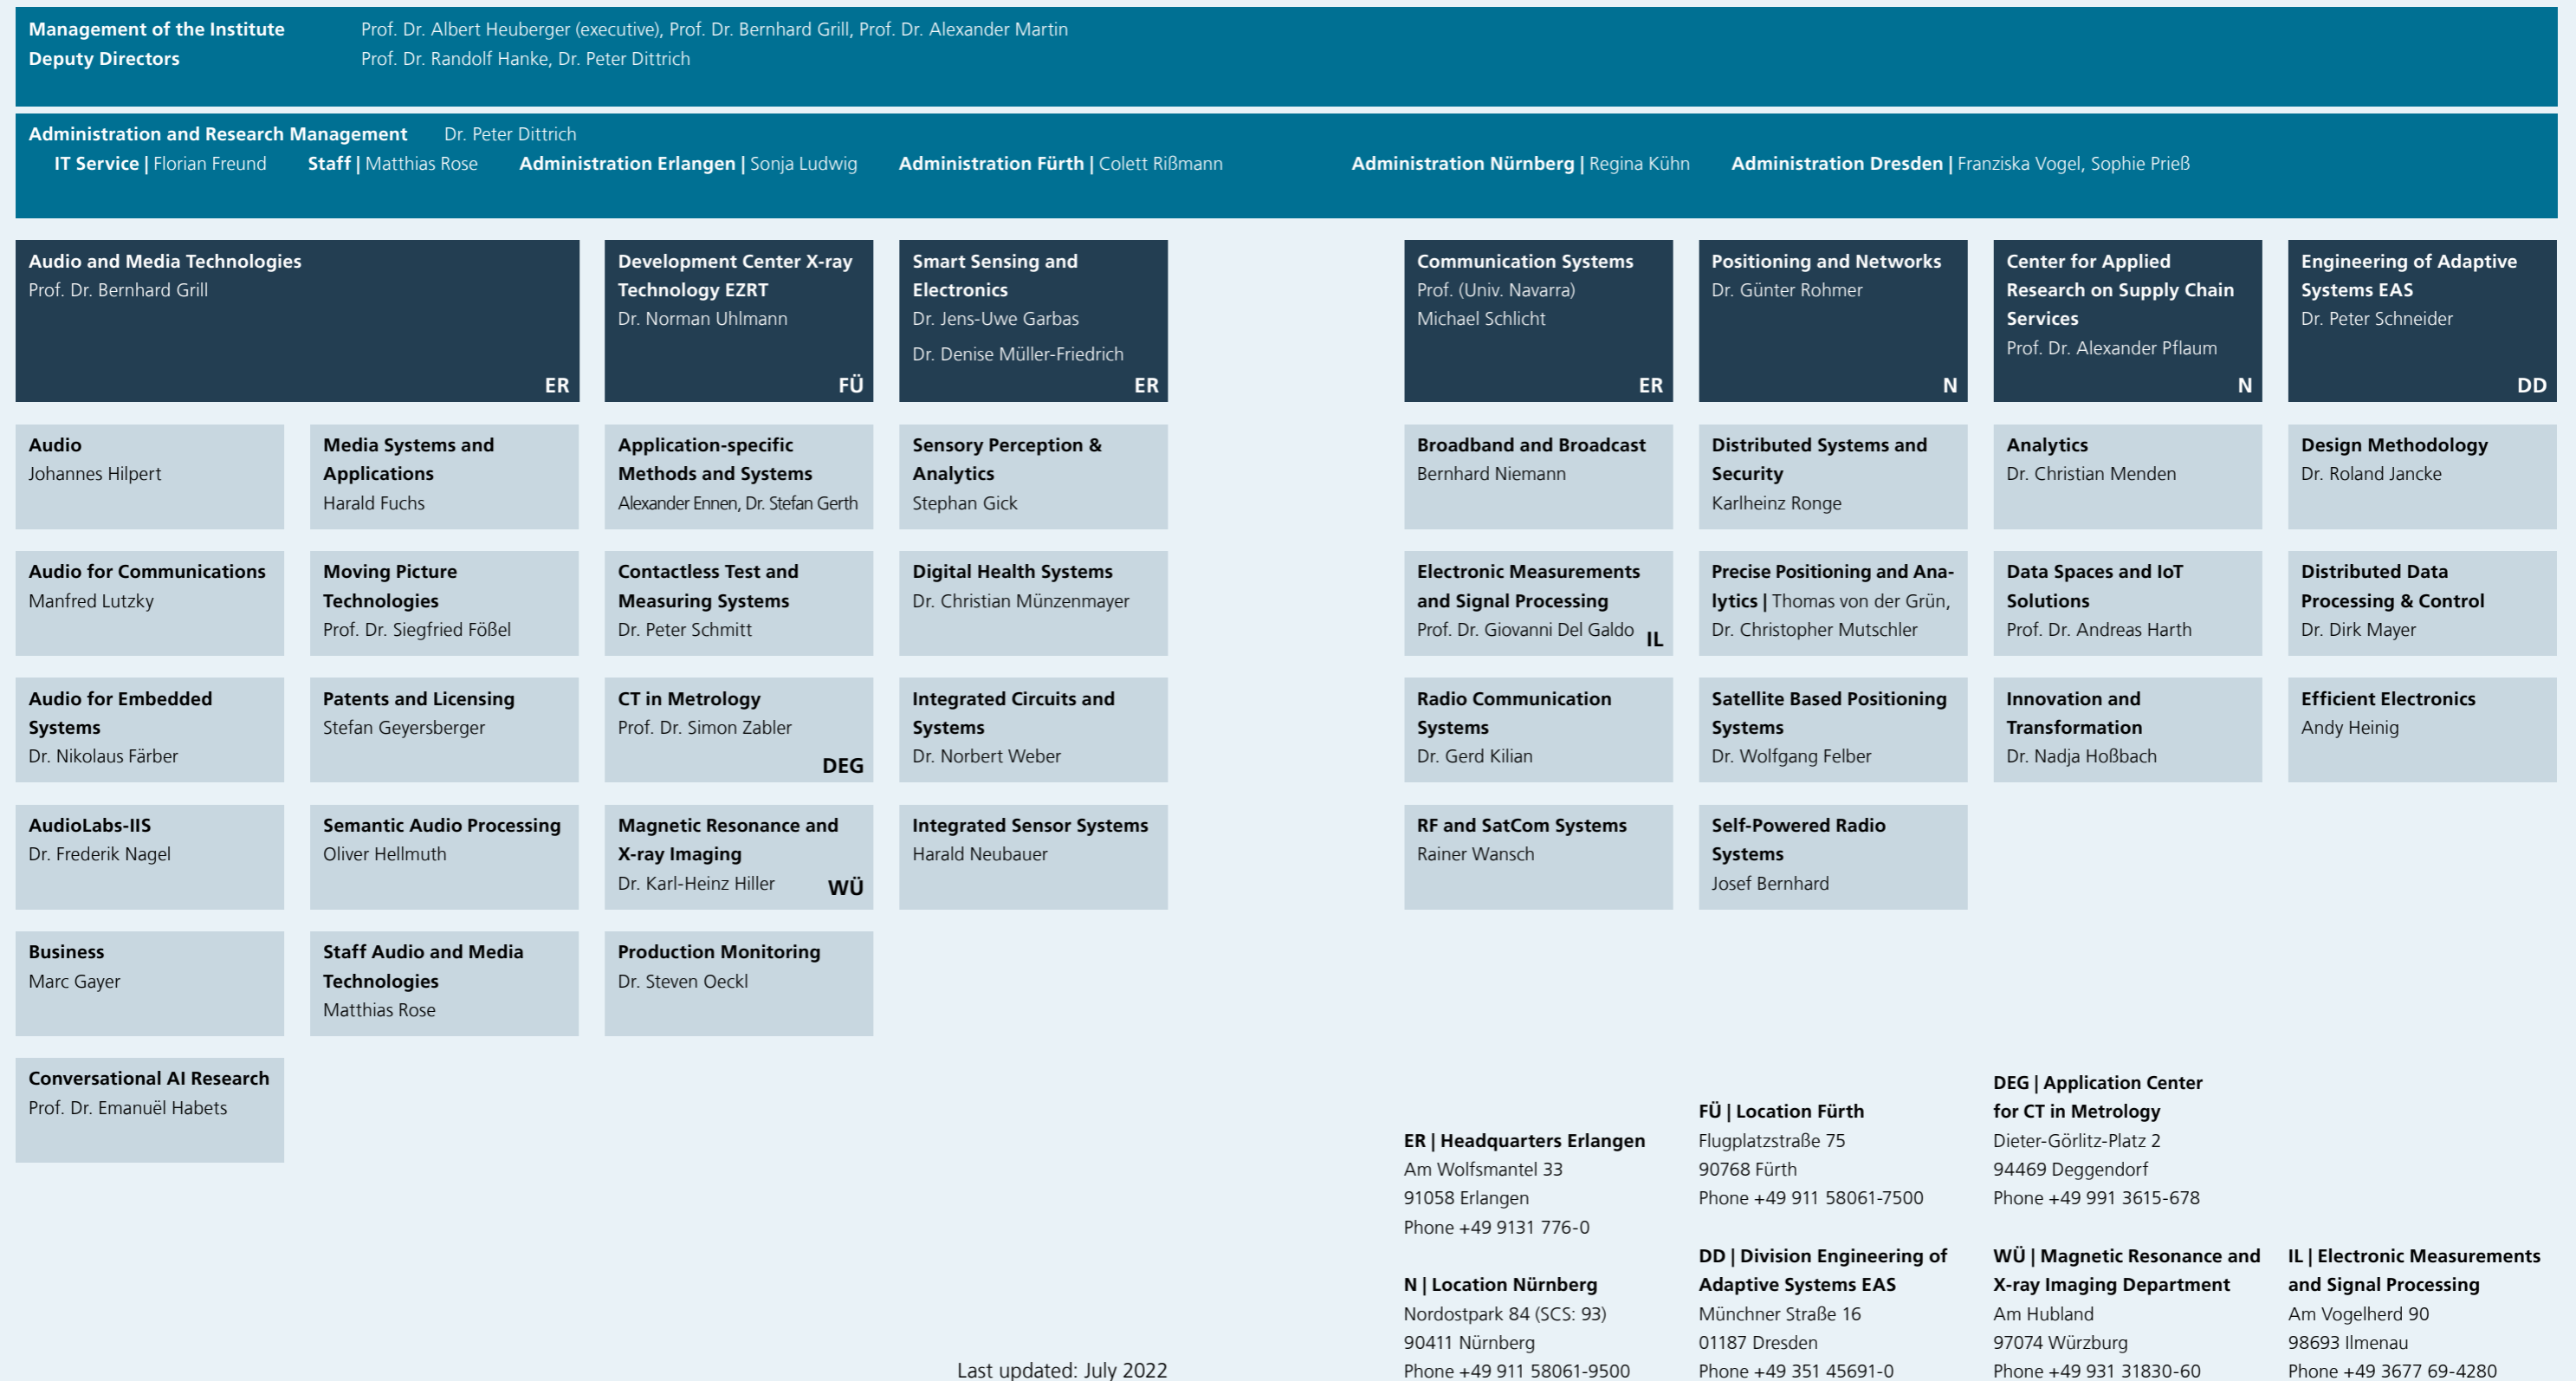 Management of the Institute Prof. Dr. Albert Heuberger (executive), Prof. Dr. Bernhard Grill, Prof. Dr. Alexander Martin
Deputy Directors Prof. Dr. Randolf Hanke, Dr. Peter Dittrich
Administration and Research Management Dr. Peter Dittrich
IT Service | Florian Freund Staff | Matthias Rose Administration Erlangen | Sonja Ludwig Administration Fürth | Colett Rißmann Administration Nürnberg | Regina Kühn Administration Dresden | Franziska Vogel, Sophie Prieß
Audio and Media Technologies
Prof. Dr. Bernhard Grill
ER
Development Center X-ray
Technology EZRT
Dr. Norman Uhlmann
FÜ
Smart Sensing and
Electronics
Dr. Jens-Uwe Garbas
Dr. Denise Müller-Friedrich
ER
Communication Systems
Prof. (Univ. Navarra)
Michael Schlicht
ER
Positioning and Networks
Dr. Günter Rohmer
N
Center for Applied
Research on Supply Chain
Services
Prof. Dr. Alexander Pflaum
N
Engineering of Adaptive
Systems EAS
Dr. Peter Schneider
DD
Audio
Johannes Hilpert
Media Systems and
Applications
Harald Fuchs
Application-specific
Methods and Systems
Alexander Ennen, Dr. Stefan Gerth
Sensory Perception &
Analytics
Stephan Gick
Broadband and Broadcast
Bernhard Niemann
Distributed Systems and
Security
Karlheinz Ronge
Analytics
Dr. Christian Menden
Design Methodology
Dr. Roland Jancke
Audio for Communications
Manfred Lutzky
Moving Picture
Technologies
Prof. Dr. Siegfried Fößel
Contactless Test and
Measuring Systems
Dr. Peter Schmitt
Digital Health Systems
Dr. Christian Münzenmayer
Electronic Measurements
and Signal Processing
Prof. Dr. Giovanni Del Galdo
IL
Precise Positioning and Ana-
lytics | Thomas von der Grün,
Dr. Christopher Mutschler
Data Spaces and IoT
Solutions
Prof. Dr. Andreas Harth
Distributed Data
Processing & Control
Dr. Dirk Mayer
Audio for Embedded
Systems
Dr. Nikolaus Färber
Patents and Licensing
Stefan Geyersberger
CT in Metrology
Prof. Dr. Simon Zabler
DEG
Integrated Circuits and
Systems
Dr. Norbert Weber
Radio Communication
Systems
Dr. Gerd Kilian
Satellite Based Positioning
Systems
Dr. Wolfgang Felber
Innovation and
Transformation
Dr. Nadja Hoßbach
Efficient Electronics
Andy Heinig
AudioLabs-IIS
Dr. Frederik Nagel
Semantic Audio Processing
Oliver Hellmuth
Magnetic Resonance and
X-ray Imaging
Dr. Karl-Heinz Hiller
WÜ
Integrated Sensor Systems
Harald Neubauer
RF and SatCom Systems
Rainer Wansch
Self-Powered Radio
Systems
Josef Bernhard
Business
Marc Gayer
Staff Audio and Media
Technologies
Matthias Rose
Production Monitoring
Dr. Steven Oeckl
Conversational AI Research
Prof. Dr. Emanuël Habets
ER | Headquarters Erlangen
Am Wolfsmantel 33
91058 Erlangen
Phone +49 9131 776-0
FÜ | Location Fürth
Flugplatzstraße 75
90768 Fürth
Phone +49 911 58061-7500
DEG | Application Center
for CT in Metrology
Dieter-Görlitz-Platz 2
94469 Deggendorf
Phone +49 991 3615-678
N | Location Nürnberg
Nordostpark 84 (SCS: 93)
90411 Nürnberg
Phone +49 911 58061-9500
DD | Division Engineering of
Adaptive Systems EAS
Münchner Straße 16
01187 Dresden
Phone +49 351 45691-0
WÜ | Magnetic Resonance and
X-ray Imaging Department
Am Hubland
97074 Würzburg
Phone +49 931 31830-60
IL | Electronic Measurements
and Signal Processing
Am Vogelherd 90
98693 Ilmenau
Phone +49 3677 69-4280
Last updated: July 2022